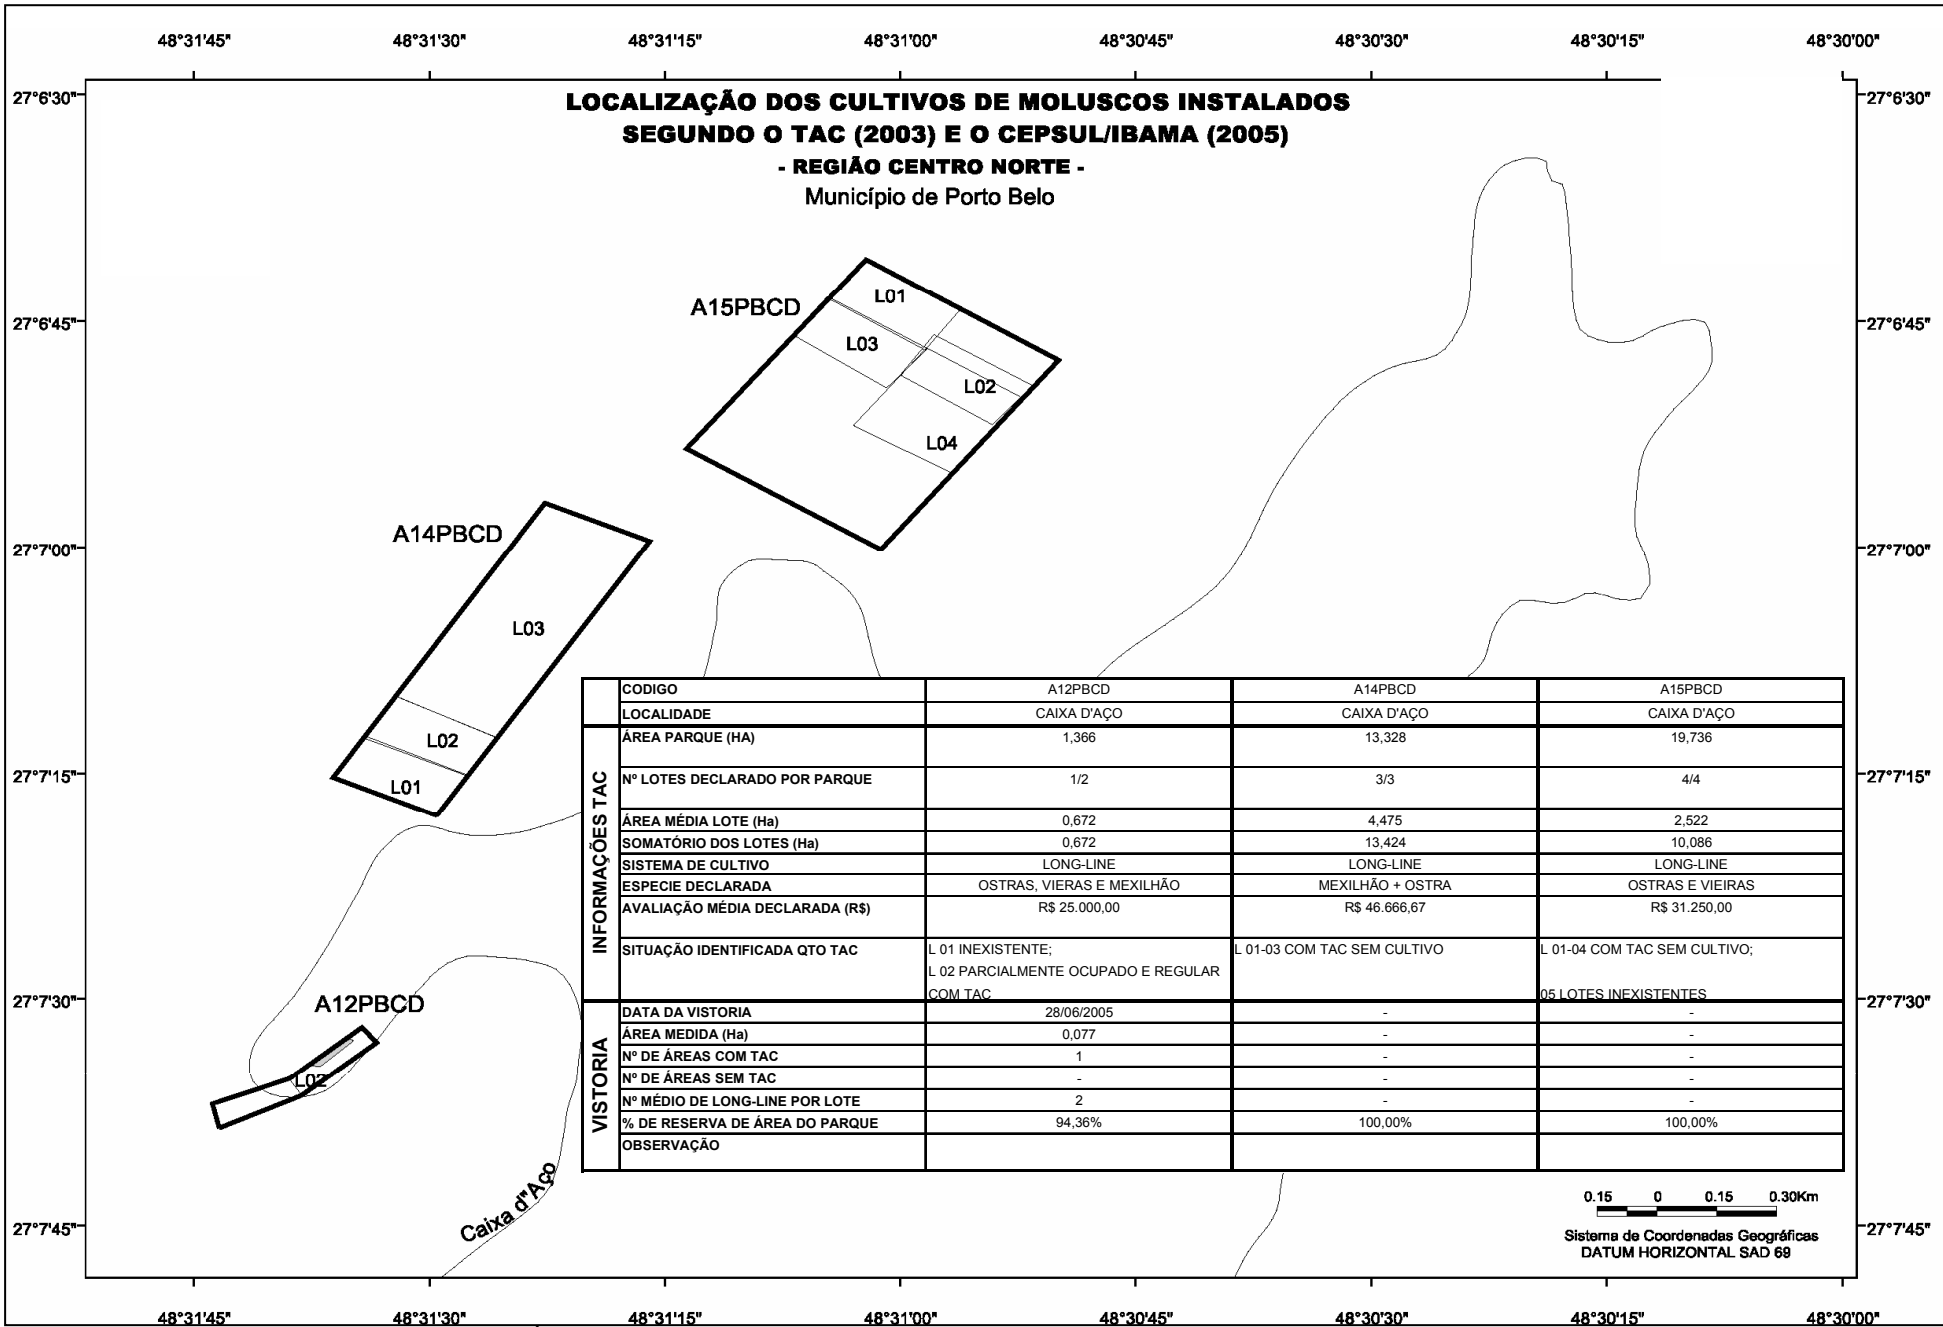 48°31'45" 48°31'30" 48°31'15" 48°31'00" 48°30'45" 48°30'30" 48°30'15" 48°30'00"
27°6'30" 27°6'30"
LOCALIZAÇÃO DOS CULTIVOS DE MOLUSCOS INSTALADOS
SEGUNDO O TAC (2003) E O CEPSUL/IBAMA (2005)
- REGIÃO CENTRO NORTE -
Município de Porto Belo
A15PBCD
L01
L03
L02
L04
27°6'45" 27°6'45"
A14PBCD
L03
L02
L01
27°7'00" 27°7'00"
27°7'15" 27°7'15"
A12PBCD
L02
27°7'30" 27°7'30"
Caixa d"Aço
27°7'45" 27°7'45"
CODIGO A12PBCD A14PBCD A15PBCD
LOCALIDADE CAIXA D'AÇO CAIXA D'AÇO CAIXA D'AÇO
INFORMAÇÕES TAC
ÁREA PARQUE (HA) 1,366 13,328 19,736
Nº LOTES DECLARADO POR PARQUE 1/2 3/3 4/4
ÁREA MÉDIA LOTE (Ha) 0,672 4,475 2,522
SOMATÓRIO DOS LOTES (Ha) 0,672 13,424 10,086
SISTEMA DE CULTIVO LONG-LINE LONG-LINE LONG-LINE
ESPECIE DECLARADA OSTRAS, VIERAS E MEXILHÃO MEXILHÃO + OSTRA OSTRAS E VIEIRAS
AVALIAÇÃO MÉDIA DECLARADA (R$) R$ 25.000,00 R$ 46.666,67 R$ 31.250,00
SITUAÇÃO IDENTIFICADA QTO TAC L 01 INEXISTENTE; L 01-03 COM TAC SEM CULTIVO L 01-04 COM TAC SEM CULTIVO;
L 02 PARCIALMENTE OCUPADO E REGULAR
COM TAC 05 LOTES INEXISTENTES
VISTORIA
DATA DA VISTORIA 28/06/2005 - -
ÁREA MEDIDA (Ha) 0,077 - -
Nº DE ÁREAS COM TAC 1 - -
Nº DE ÁREAS SEM TAC - - -
Nº MÉDIO DE LONG-LINE POR LOTE 2 - -
% DE RESERVA DE ÁREA DO PARQUE 94,36% 100,00% 100,00%
OBSERVAÇÃO
0.15 0 0.15 0.30Km
Sistema de Coordenadas Geográficas
DATUM HORIZONTAL SAD 69
48°31'45" 48°31'30" 48°31'15" 48°31'00" 48°30'45" 48°30'30" 48°30'15" 48°30'00"